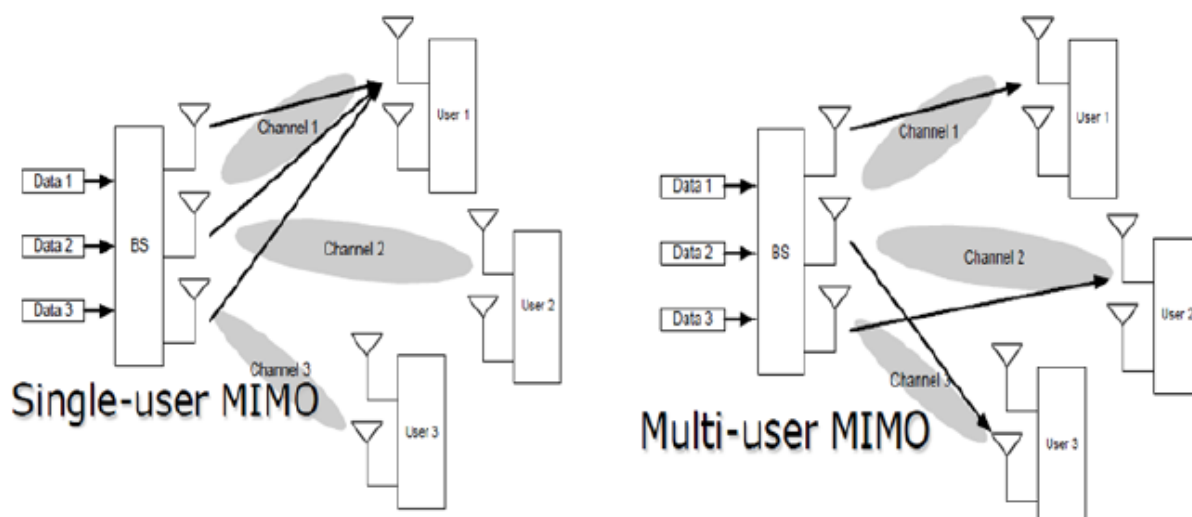 User 1
Channel 1
Data 1
Data 2
BS
Channel 2
Data 3
User 2
Channel 3
User 3
Single-user MIMO
User 1
Channel 1
Data 1
Data 2
BS
Channel 2
Data 3
User 2
Channel 3
User 3
Multi-user MIMO